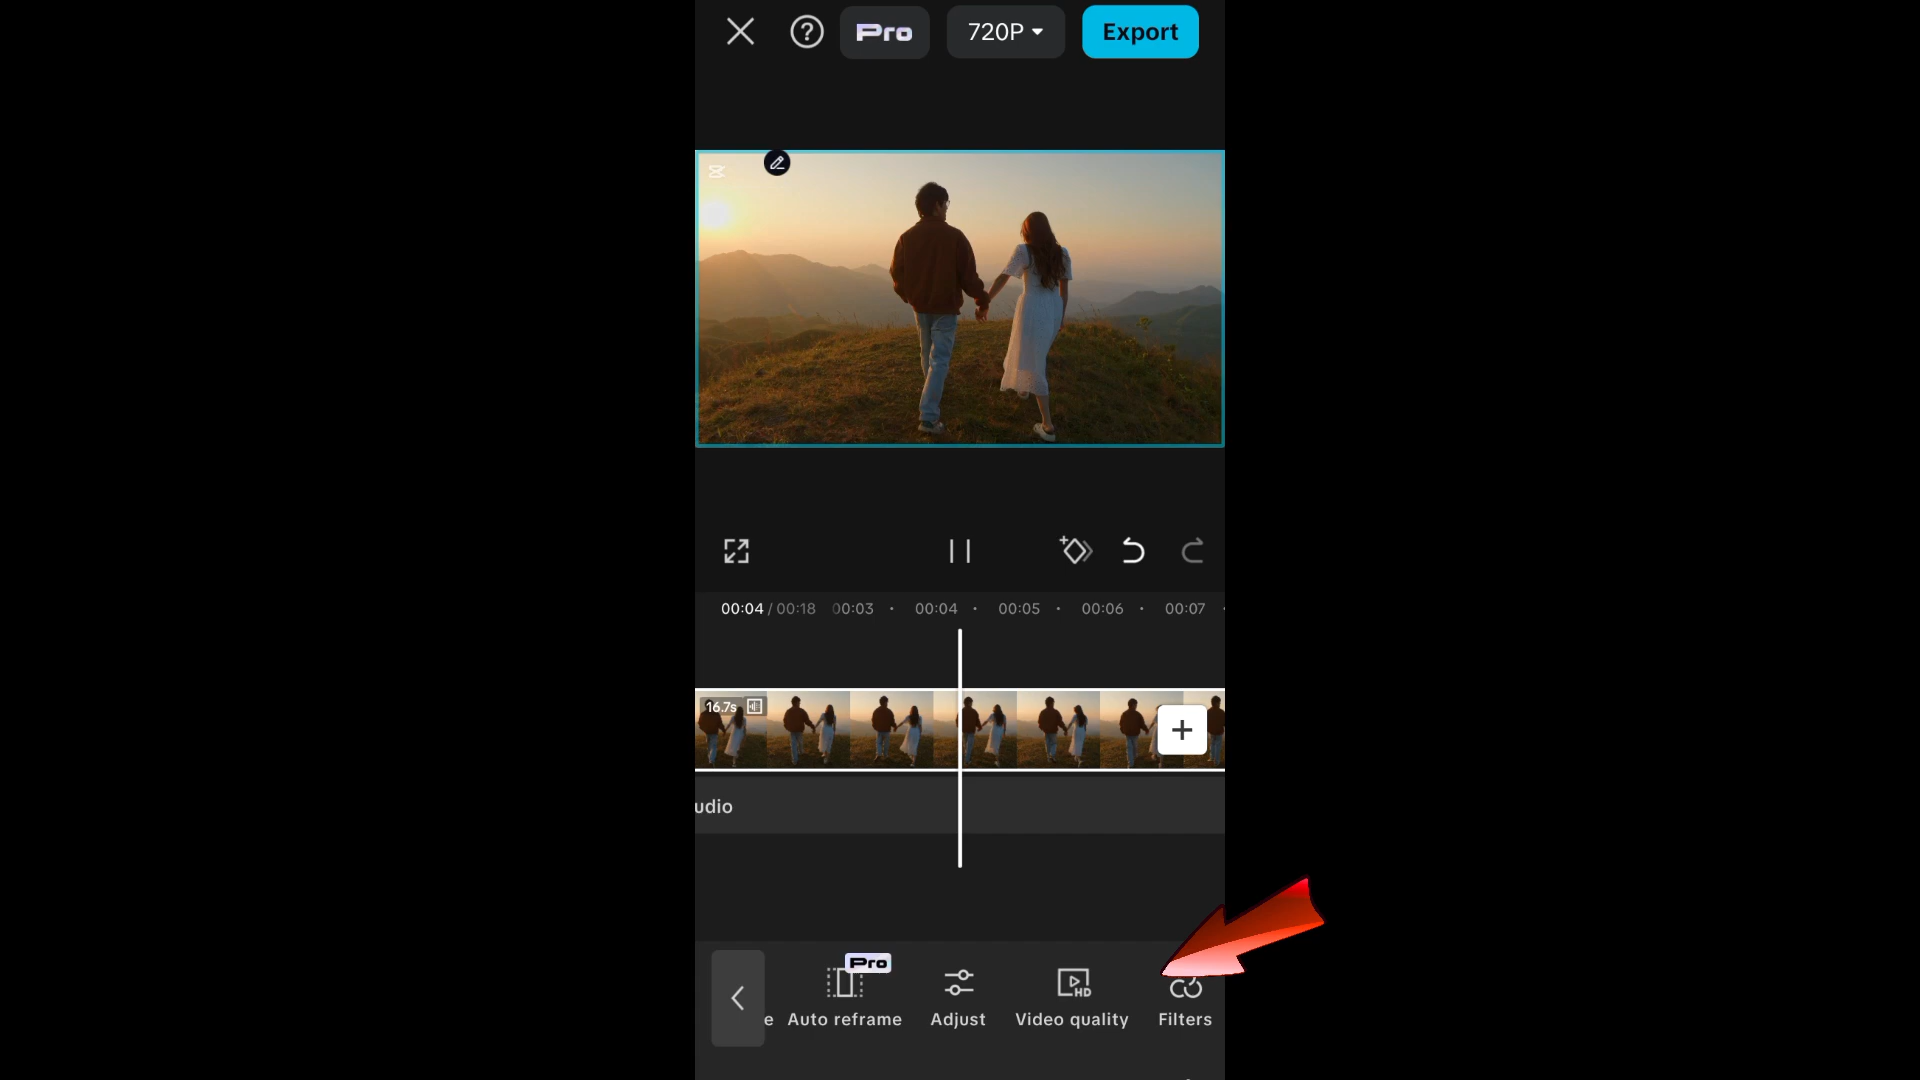 Pro
720P
Export
00:04 / 00:18
00:03
00:04
00:05
00:06
00:07
16.7s
udio
Pro
e
Auto reframe
Adjust
HD
Video quality
Filters